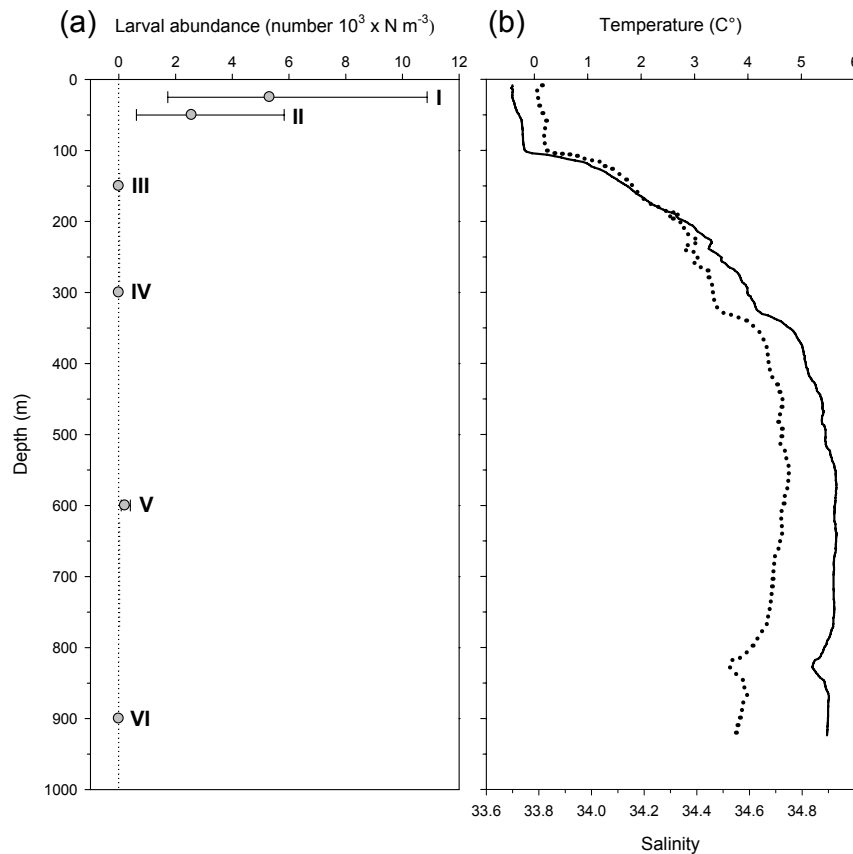 (a) Larval abundance (number 10³ x N m⁻³) (b) Temperature (C°)
0 2 4 6 8 10 12 0 1 2 3 4 5 6
0
I
II
100
III
200
300
IV
400
500
600
V
700
800
900
VI
1000
Depth (m)
33.6 33.8 34.0 34.2 34.4 34.6 34.8
Salinity